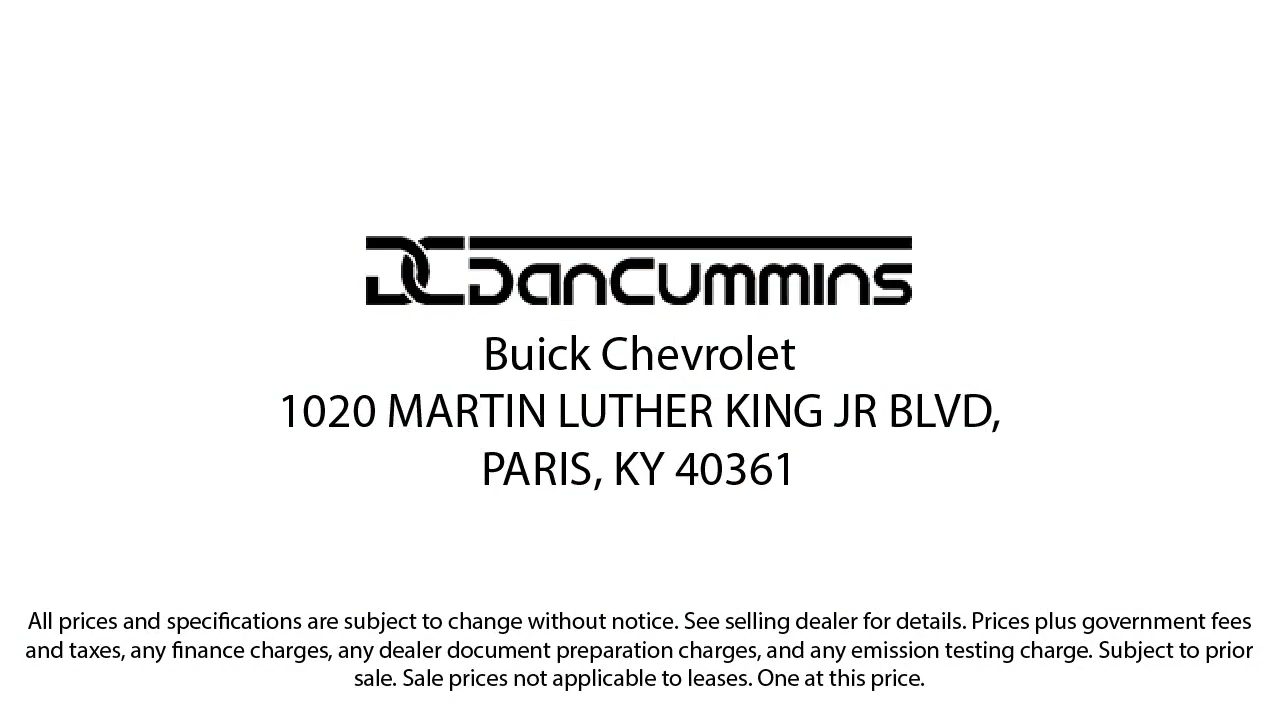 DC DanCummins
Buick Chevrolet
1020 MARTIN LUTHER KING JR BLVD,
PARIS, KY 40361
All prices and specifications are subject to change without notice. See selling dealer for details. Prices plus government fees
and taxes, any finance charges, any dealer document preparation charges, and any emission testing charge. Subject to prior
sale. Sale prices not applicable to leases. One at this price.